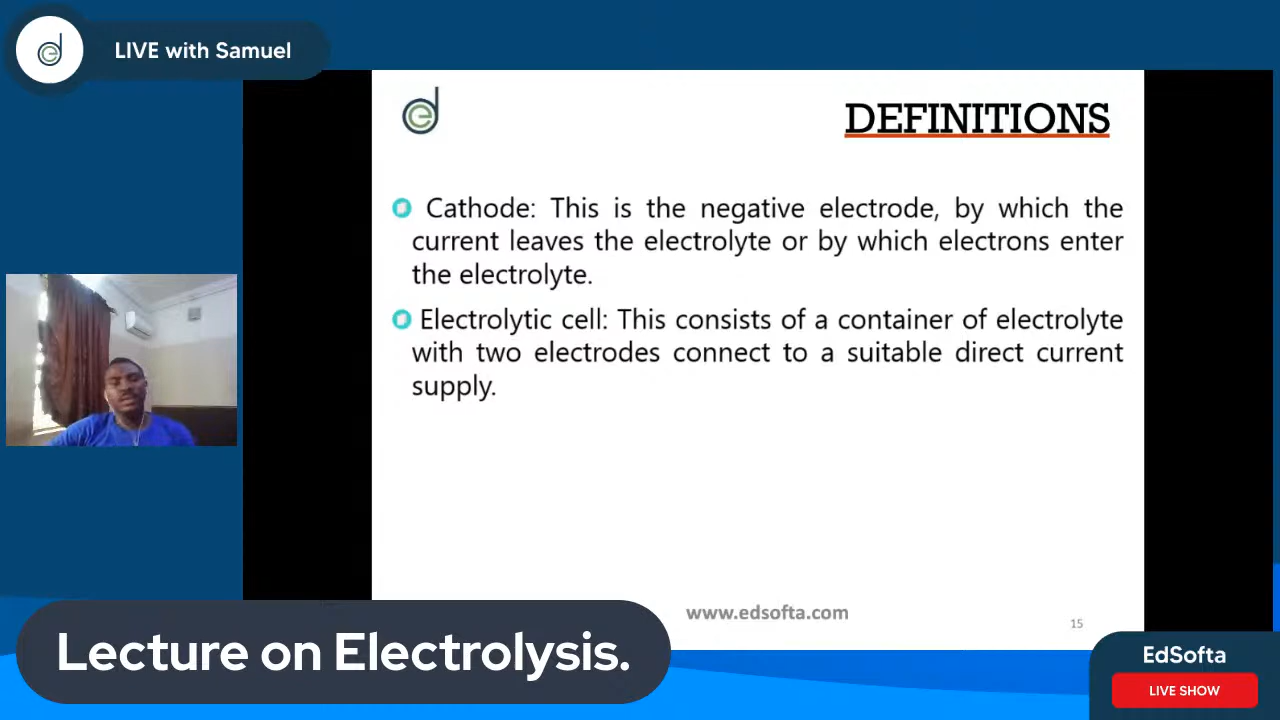 LIVE with Samuel
DEFINITIONS
Cathode: This is the negative electrode, by which the
current leaves the electrolyte or by which electrons enter
the electrolyte.
Electrolytic cell: This consists of a container of electrolyte
with two electrodes connect to a suitable direct current
supply.
www.edsofta.com
15
Lecture on Electrolysis.
EdSofta
LIVE SHOW